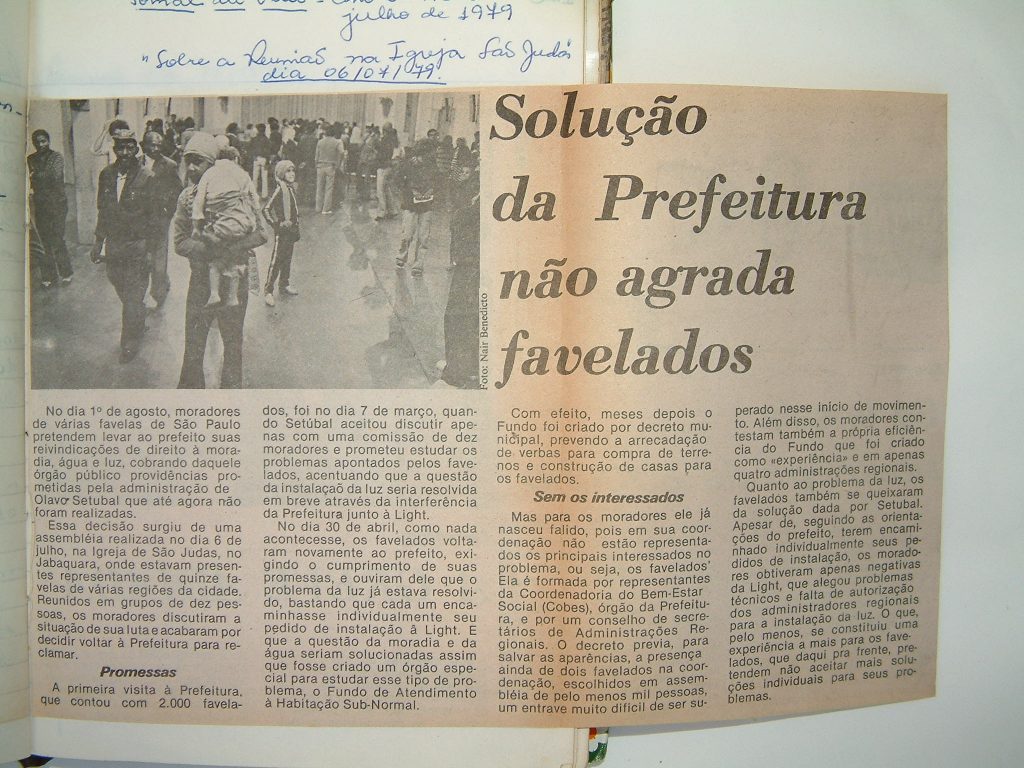 julho de 1979
"Sobre a Reunião na Igreja São Judas"
dia 06/07/79.
Solução
da Prefeitura
não agrada
favelados
Foto: Nair Benedicto
No dia 1º de agosto, moradores
de várias favelas de São Paulo
pretendem levar ao prefeito suas
reivindicações de direito à mora-
dia, água e luz, cobrando daquele
órgão público providências pro-
metidas pela administração de
Olavo Setubal que até agora não
foram realizadas.
Essa decisão surgiu de uma
assembléia realizada no dia 6 de
julho, na Igreja de São Judas, no
Jabaquara, onde estavam presen-
tes representantes de quinze fa-
velas de várias regiões da cidade.
Reunidos em grupos de dez pes-
soas, os moradores discutiram a
situação de sua luta e acabaram por
decidir voltar à Prefeitura para re-
clamar.
Promessas
A primeira visita à Prefeitura,
que contou com 2.000 favela-
dos, foi no dia 7 de março, quan-
do Setúbal aceitou discutir ape-
nas com uma comissão de dez
moradores e prometeu estudar os
problemas apontados pelos fave-
lados, acentuando que a questão
da instalaçaõ da luz seria resolvida
em breve através da interferência
da Prefeitura junto à Light.
No dia 30 de abril, como nada
acontecesse, os favelados volta-
ram novamente ao prefeito, exi-
gindo o cumprimento de suas
promessas, e ouviram dele que o
problema da luz já estava resolvi-
do, bastando que cada um enca-
minhasse individualmente seu
pedido de instalação à Light. E
que a questão da moradia e da
água seriam solucionadas assim
que fosse criado um órgão espe-
cial para estudar esse tipo de pro-
blema, o Fundo de Atendimento
à Habitação Sub-Normal.
Com efeito, meses depois o
Fundo foi criado por decreto mu-
nicipal, prevendo a arrecadação
de verbas para compra de terre-
nos e construção de casas para
os favelados.
Sem os interessados
Mas para os moradores ele já
nasceu falido, pois em sua coor-
denação não estão representa-
dos os principais interessados no
problema, ou seja, os favelados'
Ela é formada por representantes
da Coordenadoria do Bem-Estar
Social (Cobes), órgão da Prefeitu-
ra, e por um conselho de secre-
tários de Administrações Re-
gionais. O decreto previa, para
salvar as aparências, a presença
ainda de dois favelados na coor-
denação, escolhidos em assem-
bléia de pelo menos mil pessoas,
um entrave muito dificil de ser su-
perado nesse início de movimen-
to. Além disso, os moradores con-
testam também a própria eficiên-
cia do Fundo que foi criado
como «experiência» e em apenas
quatro administrações regionais.
Quanto ao problema da luz, os
favelados também se queixaram
da solução dada por Setubal.
Apesar de, seguindo as orienta-
ções do prefeito, terem encami-
nhado individualmente seus pe-
didos de instalação, os morado-
res obtiveram apenas negativas
da Light, que alegou problemas
técnicos e falta de autorização
dos administradores regionais
para a instalação da luz. O que,
pelo menos, se constituiu uma
experiência a mais para os fave-
lados, que daqui pra frente, pre-
tendem não aceitar mais solu-
ções individuais para seus pro-
blemas.